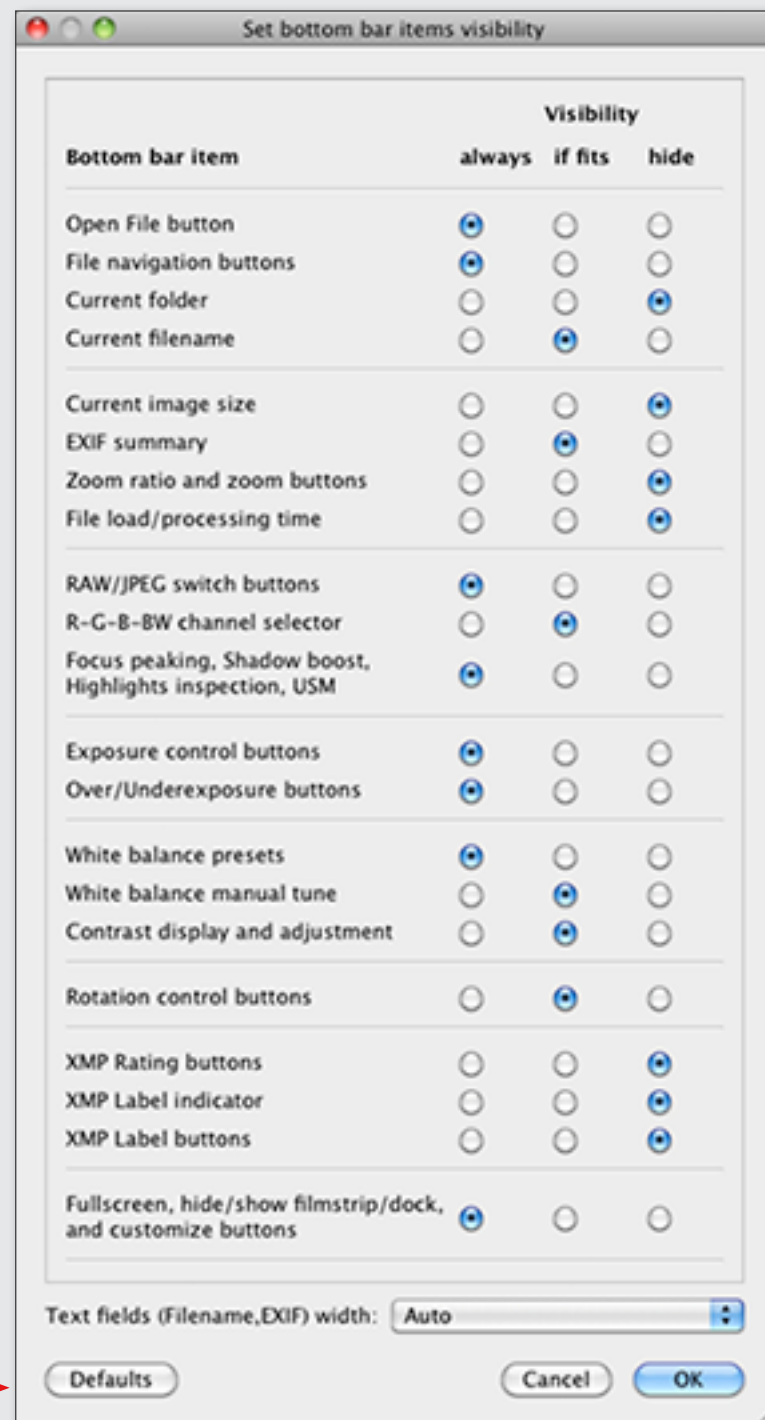 Set bottom bar items visibility
Visibility
Bottom bar item always if fits hide
Open File button
File navigation buttons
Current folder
Current filename
Current image size
EXIF summary
Zoom ratio and zoom buttons
File load/processing time
RAW/JPEG switch buttons
R-G-B-BW channel selector
Focus peaking, Shadow boost,
Highlights inspection, USM
Exposure control buttons
Over/Underexposure buttons
White balance presets
White balance manual tune
Contrast display and adjustment
Rotation control buttons
XMP Rating buttons
XMP Label indicator
XMP Label buttons
Fullscreen, hide/show filmstrip/dock,
and customize buttons
Text fields (Filename,EXIF) width: Auto
Defaults Cancel OK